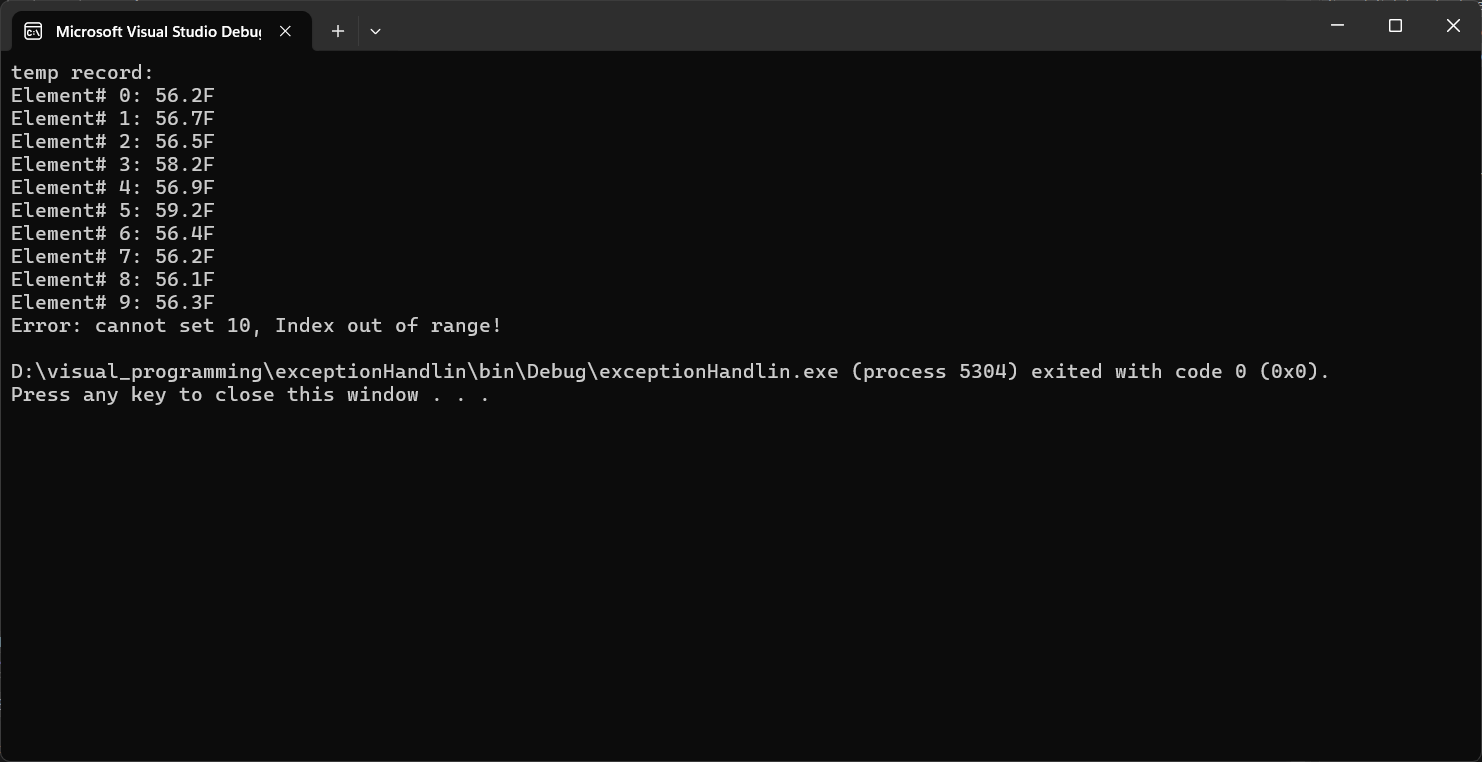 Microsoft Visual Studio Debu
temp record:
Element# 0: 56.2F
Element# 1: 56.7F
Element# 2: 56.5F
Element# 3: 58.2F
Element# 4: 56.9F
Element# 5: 59.2F
Element# 6: 56.4F
Element# 7: 56.2F
Element# 8: 56.1F
Element# 9: 56.3F
Error: cannot set 10, Index out of range!
D:\visual_programming\exceptionHandlin\bin\Debug\exceptionHandlin.exe (process 5304) exited with code 0 (0x0).
Press any key to close this window . . .